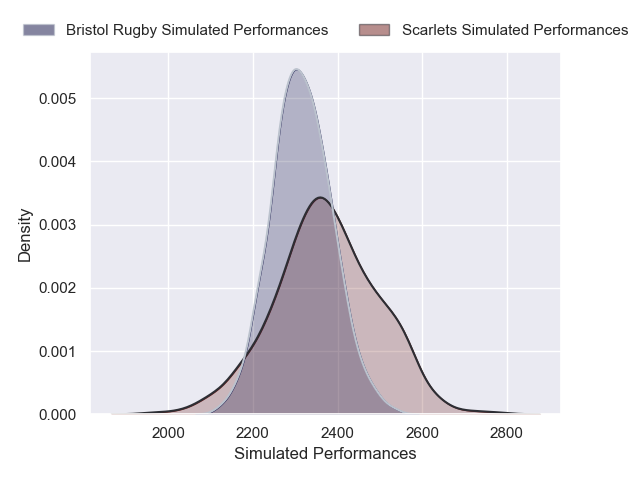 Bristol Rugby Simulated Performances
Scarlets Simulated Performances
Density
0.005
0.004
0.003
0.002
0.001
0.000
2000
2200
2400
2600
2800
Simulated Performances